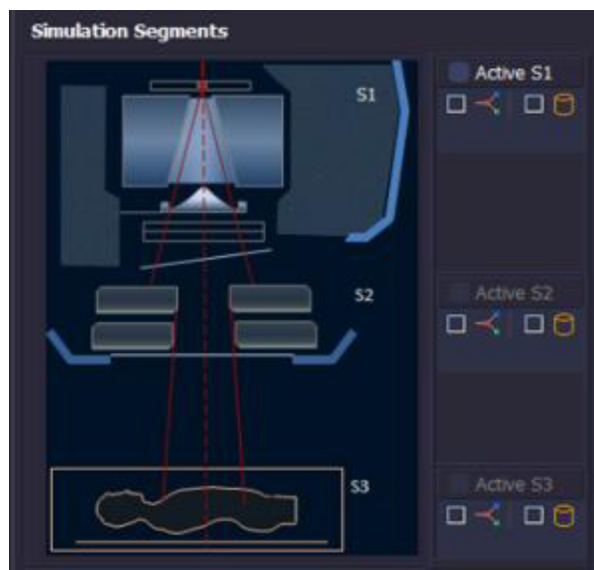 Simulation Segments
S1
Active S1
S2
Active S2
S3
Active S3